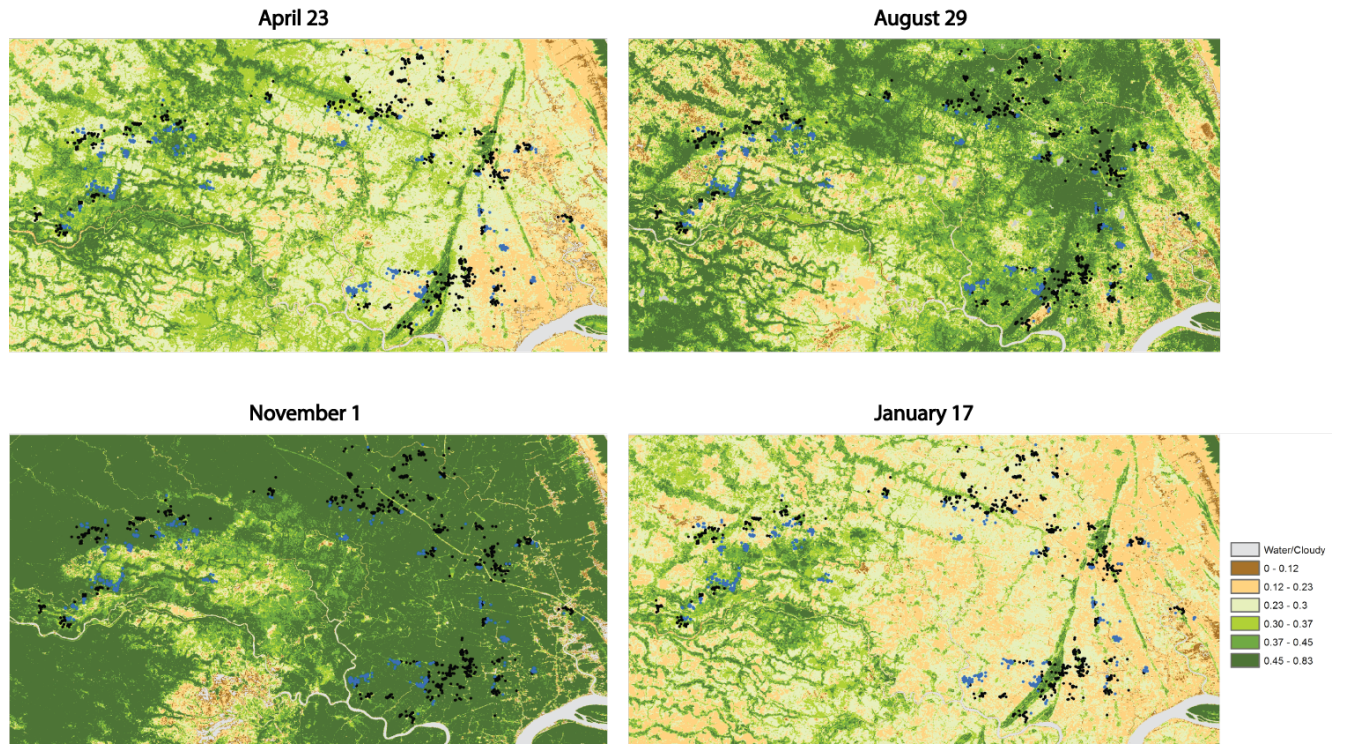 April 23
August 29
November 1
January 17
Water/Cloudy
0 - 0.12
0.12 - 0.23
0.23 - 0.3
0.30 - 0.37
0.37 - 0.45
0.45 - 0.83